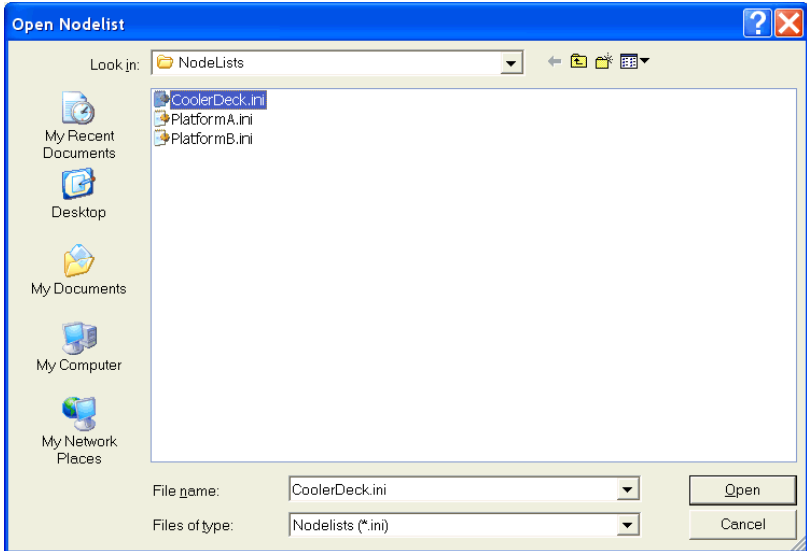 Open Nodelist
Look in: NodeLists
CoolerDeck.ini
PlatformA.ini
PlatformB.ini
My Recent
Documents
Desktop
My Documents
My Computer
My Network
Places
File name: CoolerDeck.ini Open
Files of type: Nodelists (*.ini) Cancel